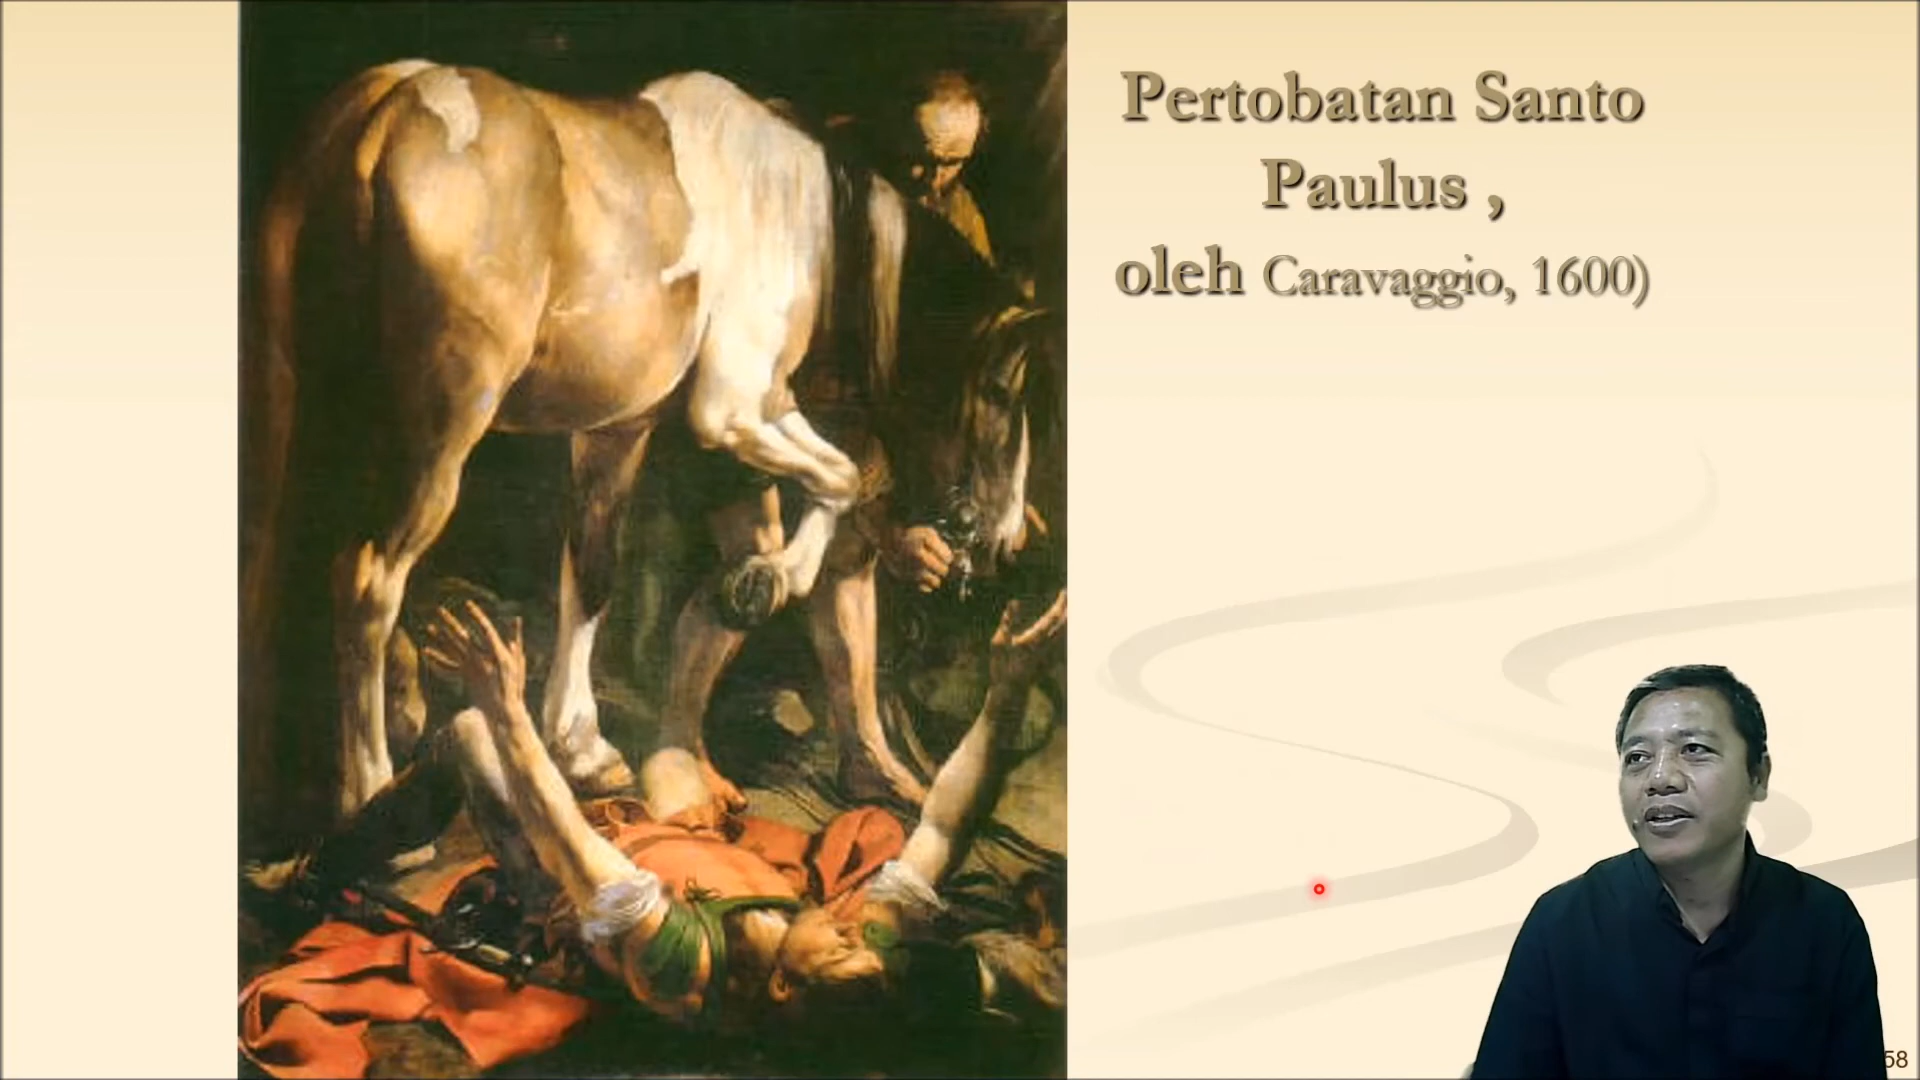 Pertobatan Santo
Paulus ,
oleh Caravaggio, 1600)
58